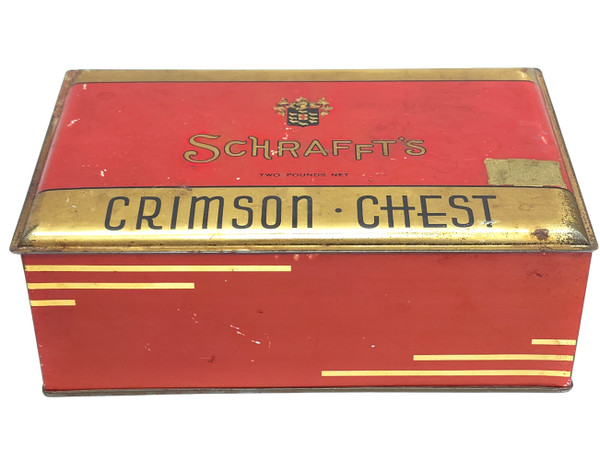 SCHRAFFT'S
TWO POUNDS NET
CRIMSON · CHEST